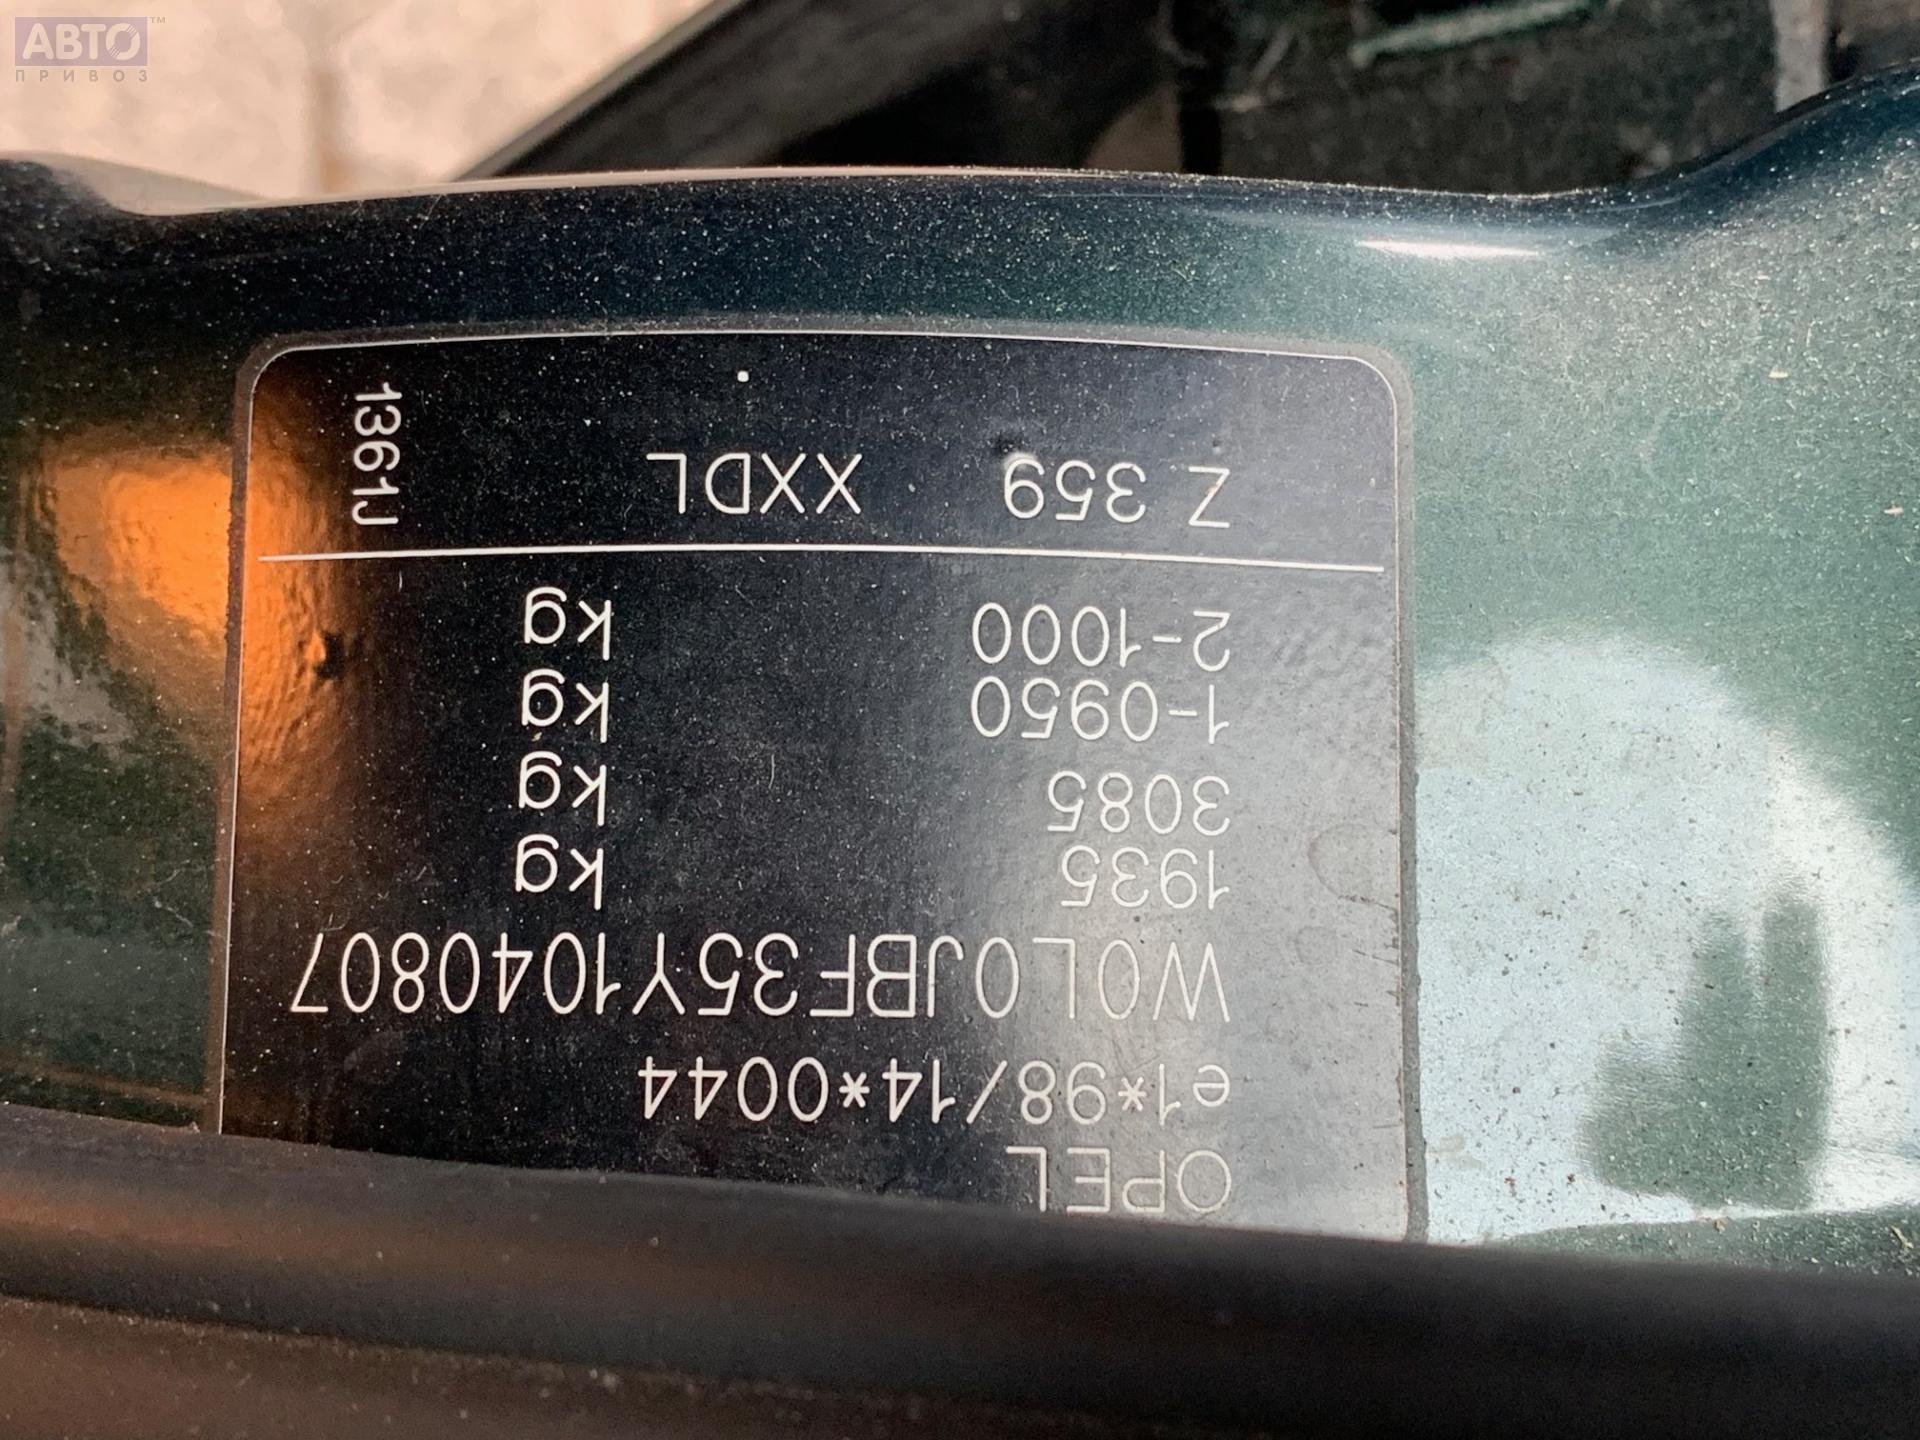 АВТО™
ПРИВОЗ
OPEL
e1*98/14*0044
W0L0JBF35Y1040807
1935 kg
3085 kg
1-0950 kg
2-1000 kg
Z 359 XXDL
1361J